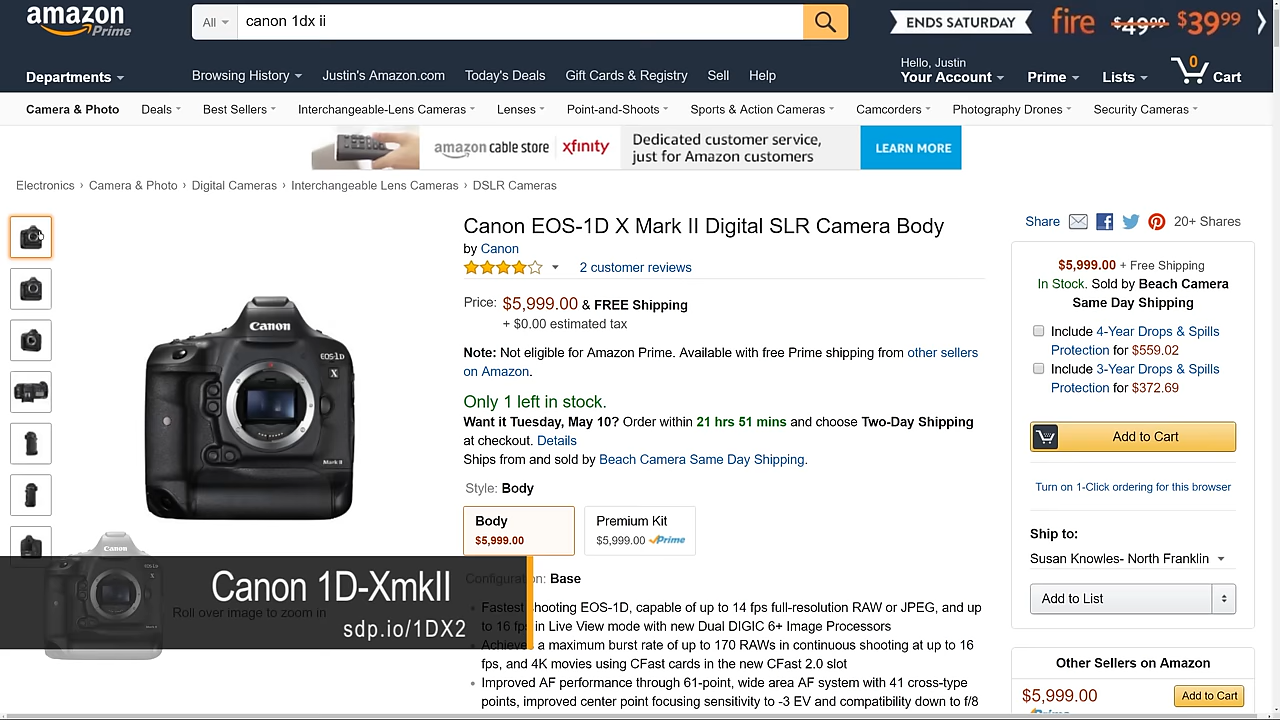 amazon
Prime
All
canon 1dx ii
ENDS SATURDAY
fire $49.99 $39.99
Departments
Browsing History
Justin's Amazon.com
Today's Deals
Gift Cards & Registry
Sell
Help
Hello, Justin
Your Account
Prime
Lists
0
Cart
Camera & Photo
Deals
Best Sellers
Interchangeable-Lens Cameras
Lenses
Point-and-Shoots
Sports & Action Cameras
Camcorders
Photography Drones
Security Cameras
amazon cable store
xfinity
Dedicated customer service,
just for Amazon customers
LEARN MORE
Electronics › Camera & Photo › Digital Cameras › Interchangeable Lens Cameras › DSLR Cameras
Canon EOS-1D X Mark II Digital SLR Camera Body
by Canon
2 customer reviews
Price: $5,999.00 & FREE Shipping
+ $0.00 estimated tax
Note: Not eligible for Amazon Prime. Available with free Prime shipping from other sellers
on Amazon.
Only 1 left in stock.
Want it Tuesday, May 10? Order within 21 hrs 51 mins and choose Two-Day Shipping
at checkout. Details
Ships from and sold by Beach Camera Same Day Shipping.
Style: Body
Body
$5,999.00
Premium Kit
$5,999.00 Prime
Configuration: Base
Fastest shooting EOS-1D, capable of up to 14 fps full-resolution RAW or JPEG, and up
to 16 fps in Live View mode with new Dual DIGIC 6+ Image Processors
Achieves a maximum burst rate of up to 170 RAWs in continuous shooting at up to 16
fps, and 4K movies using CFast cards in the new CFast 2.0 slot
Improved AF performance through 61-point, wide area AF system with 41 cross-type
points, improved center point focusing sensitivity to -3 EV and compatibility down to f/8
Canon
EOS-1D
X
Mark II
Canon
Canon 1D-XmkII
Roll over image to zoom in
sdp.io/1DX2
Share
20+ Shares
$5,999.00 + Free Shipping
In Stock. Sold by Beach Camera
Same Day Shipping
Include 4-Year Drops & Spills
Protection for $559.02
Include 3-Year Drops & Spills
Protection for $372.69
Add to Cart
Turn on 1-Click ordering for this browser
Ship to:
Susan Knowles- North Franklin
Add to List
Other Sellers on Amazon
$5,999.00
Add to Cart